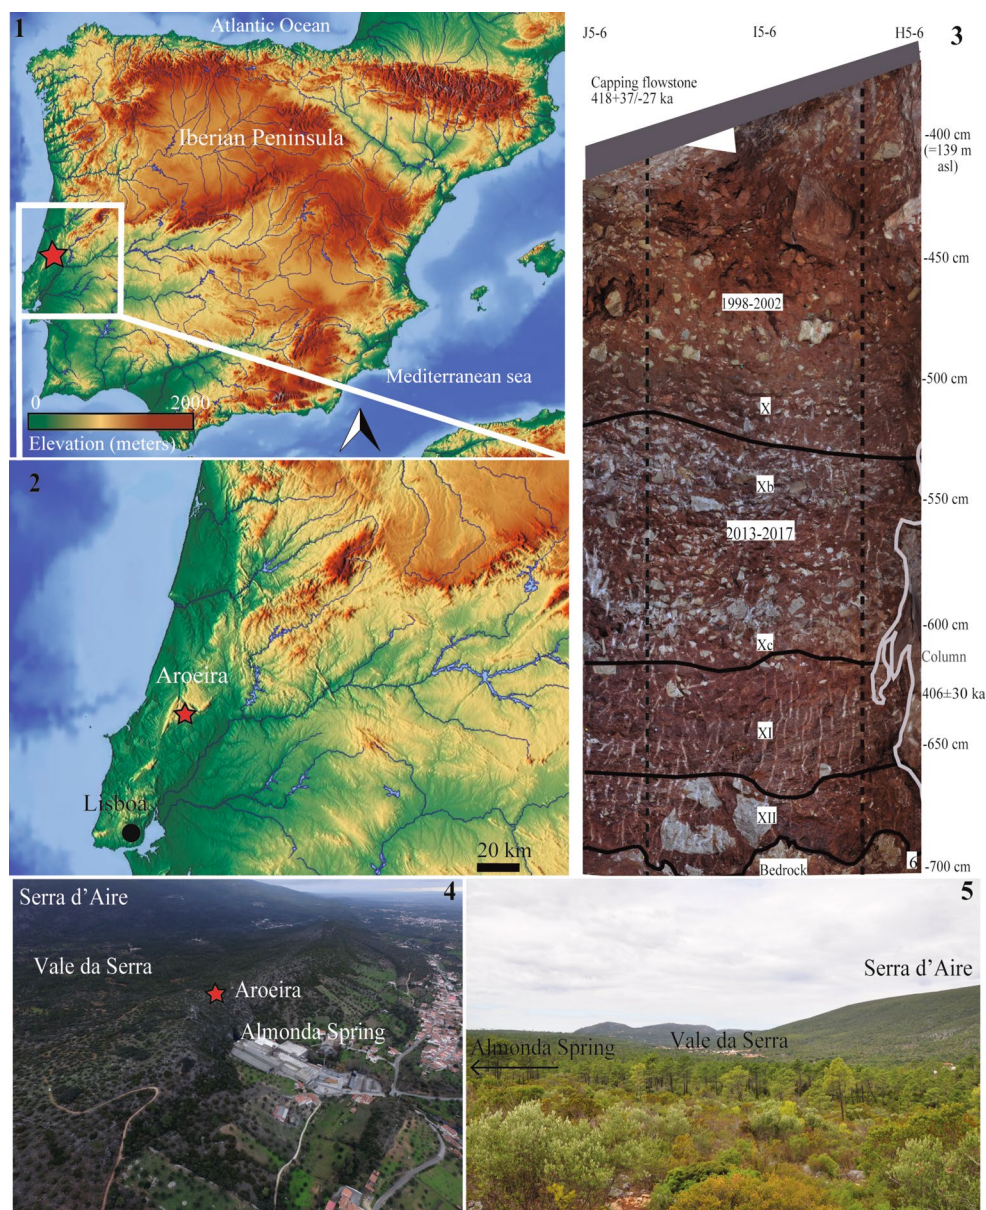 1
Atlantic Ocean
Iberian Peninsula
Mediterranean sea
0
2000
Elevation (meters)
2
Aroeira
Lisboa
20 km
J5-6
I5-6
H5-6
3
Capping flowstone
418+37/-27 ka
-400 cm
(=139 m
asl)
-450 cm
1998-2002
-500 cm
X
Xb
-550 cm
2013-2017
-600 cm
Xc
Column
406±30 ka
XI
-650 cm
XII
Bedrock
6
-700 cm
Serra d'Aire
4
Vale da Serra
Aroeira
Almonda Spring
5
Serra d'Aire
Vale da Serra
Almonda Spring